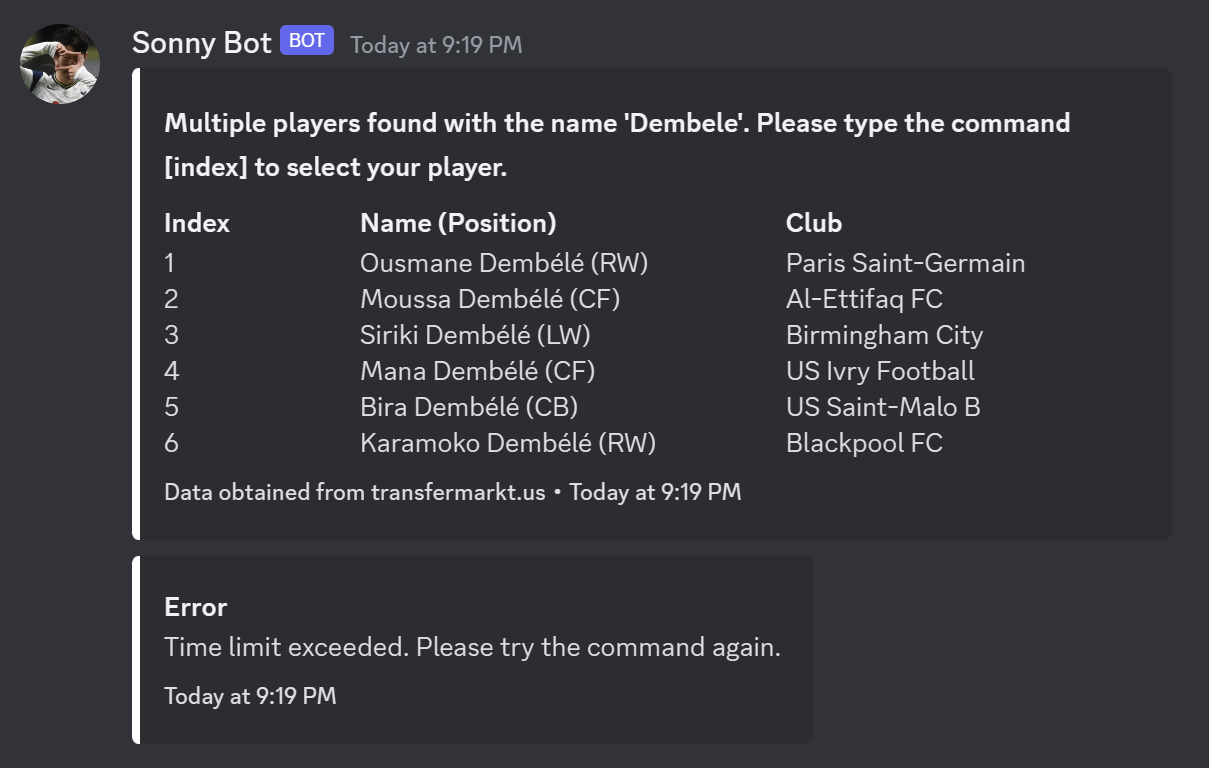 Sonny Bot BOT Today at 9:19 PM
Multiple players found with the name 'Dembele'. Please type the command
[index] to select your player.
Index Name (Position) Club
1 Ousmane Dembélé (RW) Paris Saint-Germain
2 Moussa Dembélé (CF) Al-Ettifaq FC
3 Siriki Dembélé (LW) Birmingham City
4 Mana Dembélé (CF) US Ivry Football
5 Bira Dembélé (CB) US Saint-Malo B
6 Karamoko Dembélé (RW) Blackpool FC
Data obtained from transfermarkt.us • Today at 9:19 PM
Error
Time limit exceeded. Please try the command again.
Today at 9:19 PM